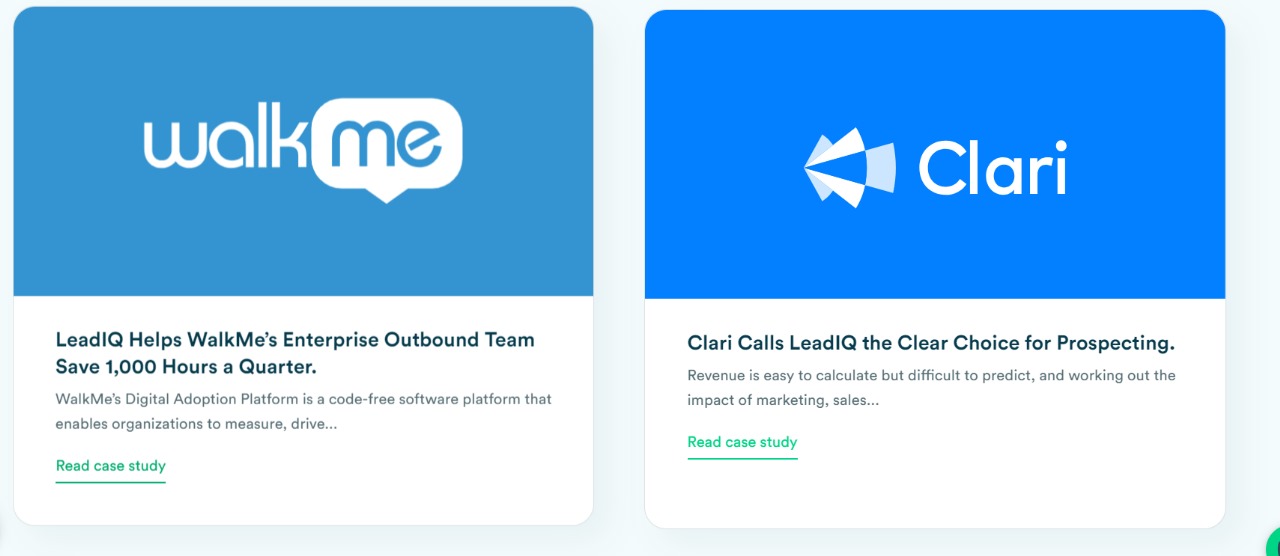 walkme
LeadIQ Helps WalkMe’s Enterprise Outbound Team
Save 1,000 Hours a Quarter.
WalkMe’s Digital Adoption Platform is a code-free software platform that
enables organizations to measure, drive...
Read case study
Clari
Clari Calls LeadIQ the Clear Choice for Prospecting.
Revenue is easy to calculate but difficult to predict, and working out the
impact of marketing, sales...
Read case study